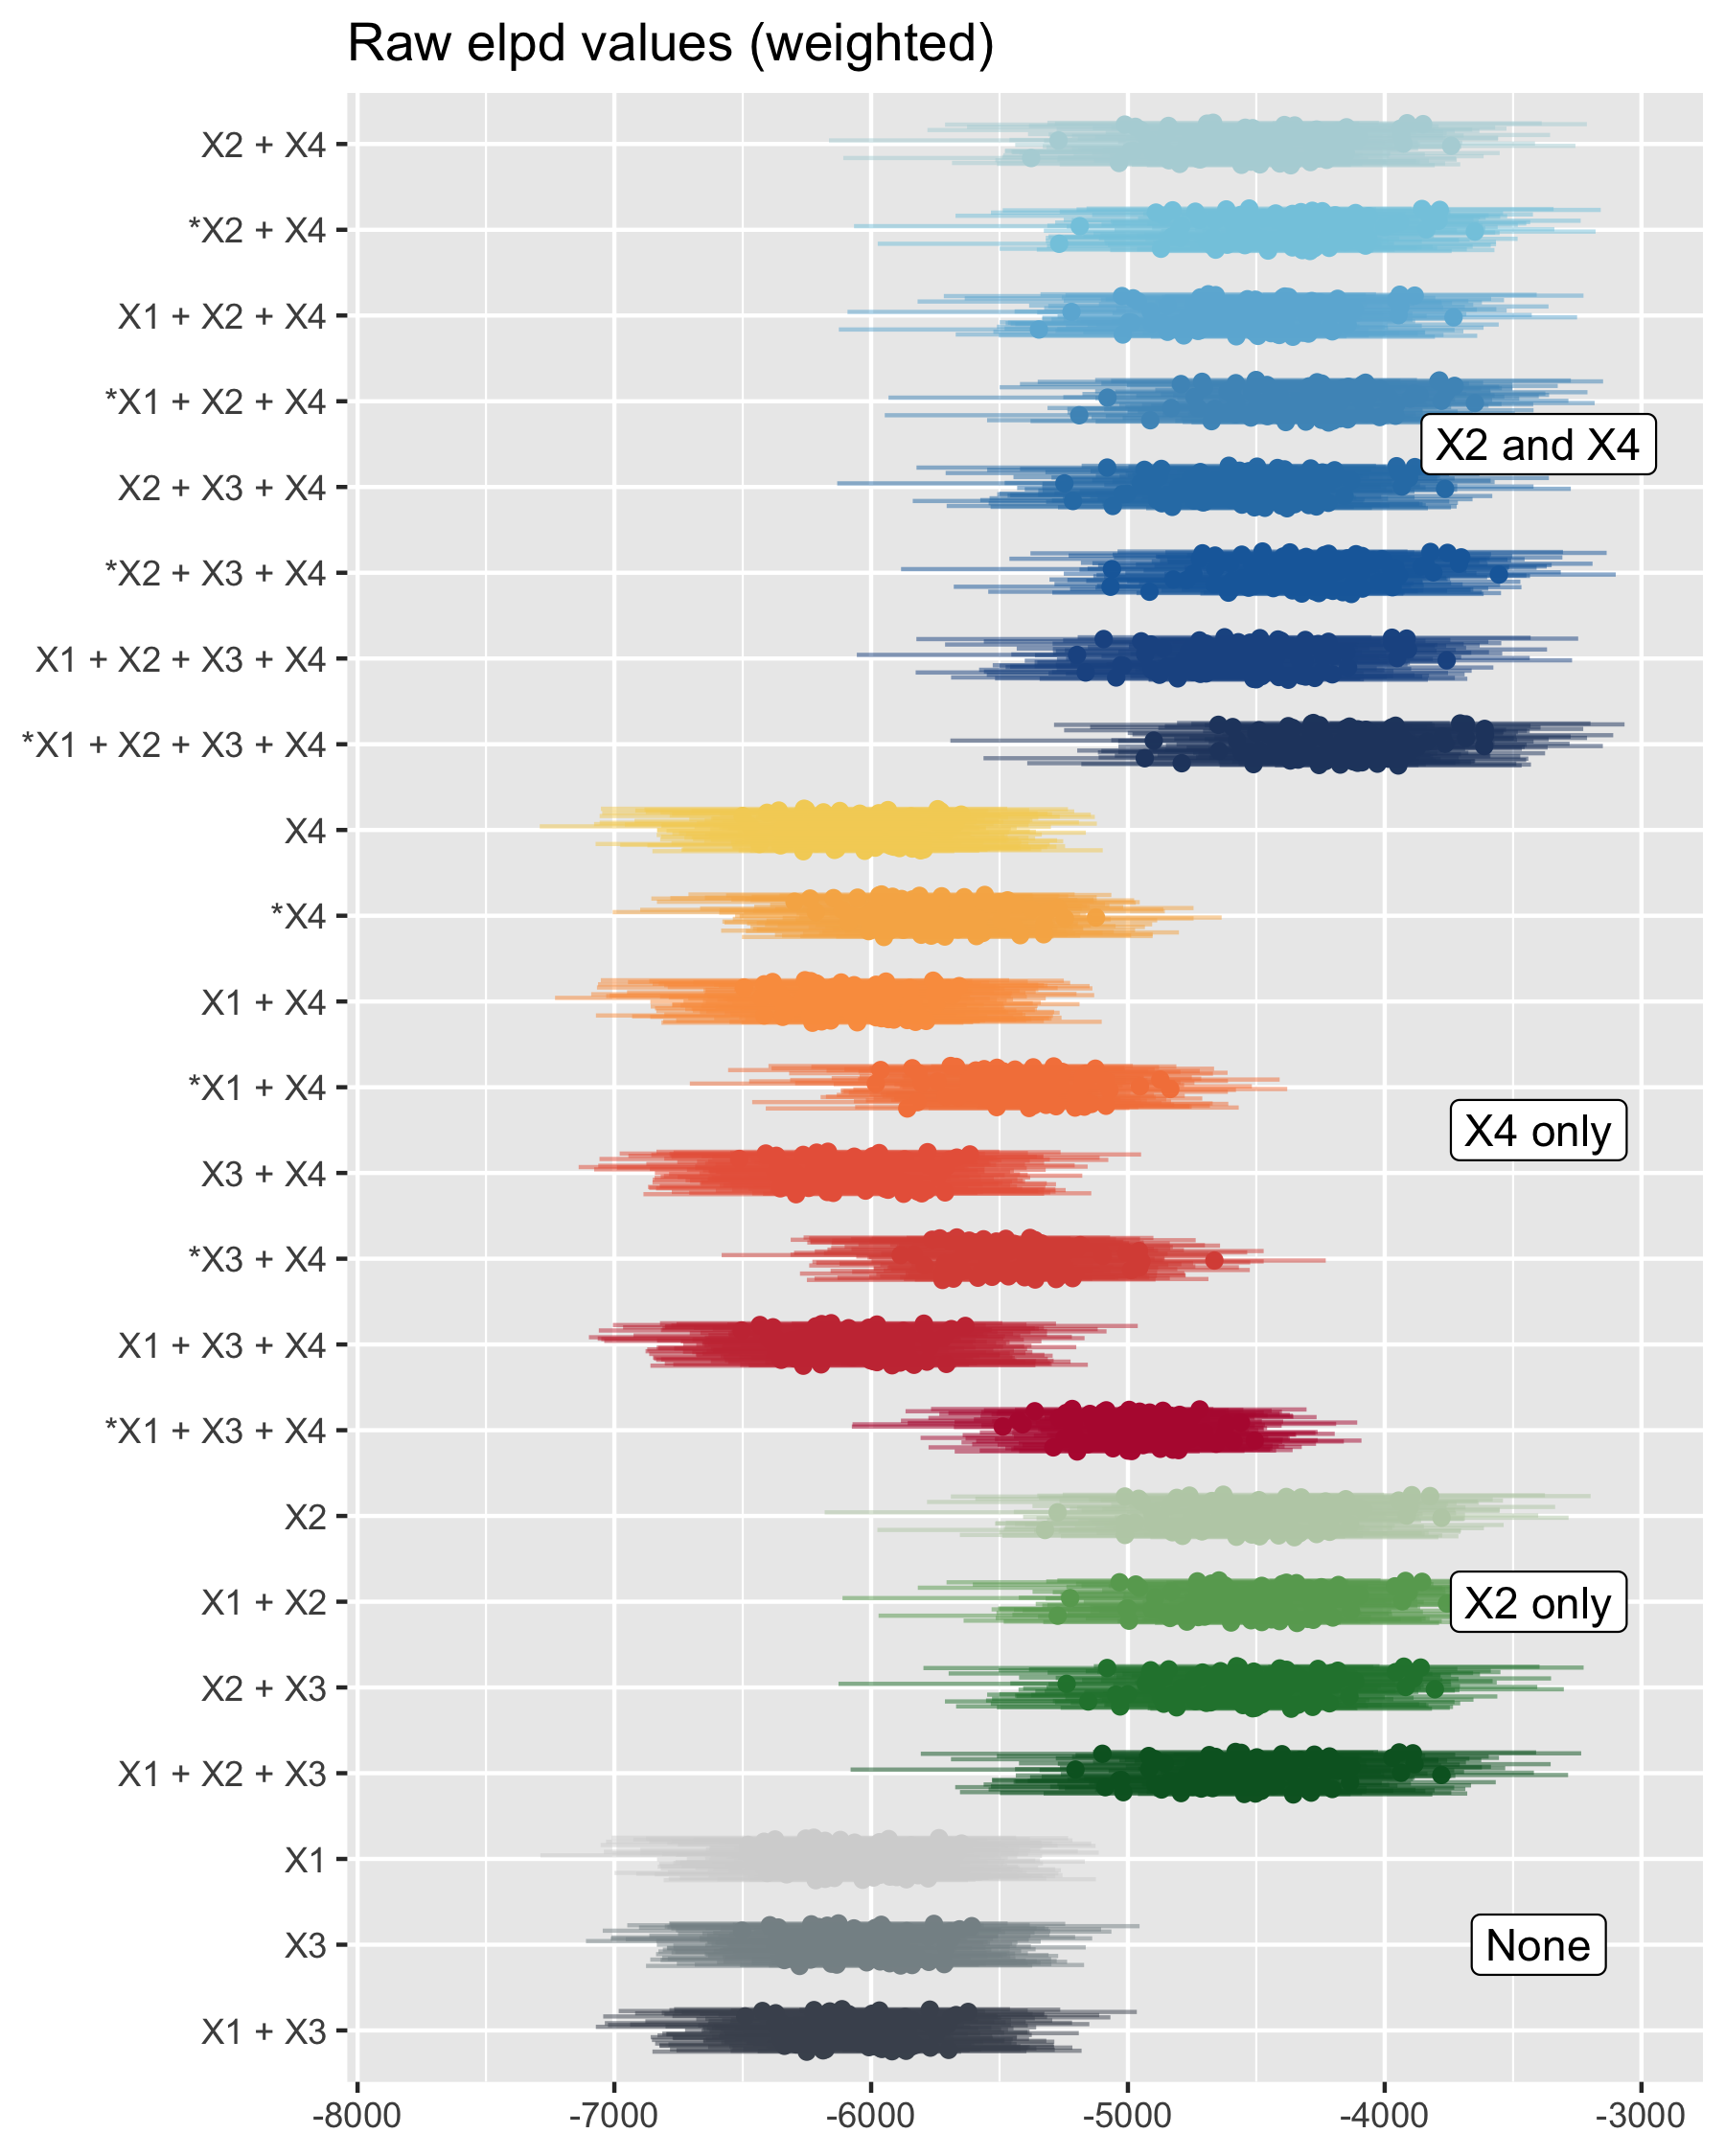 Raw elpd values (weighted)
X2 + X4
*X2 + X4
X1 + X2 + X4
*X1 + X2 + X4
X2 and X4
X2 + X3 + X4
*X2 + X3 + X4
X1 + X2 + X3 + X4
*X1 + X2 + X3 + X4
X4
*X4
X1 + X4
*X1 + X4
X4 only
X3 + X4
*X3 + X4
X1 + X3 + X4
*X1 + X3 + X4
X2
X1 + X2
X2 only
X2 + X3
X1 + X2 + X3
X1
X3
None
X1 + X3
-8000 -7000 -6000 -5000 -4000 -3000